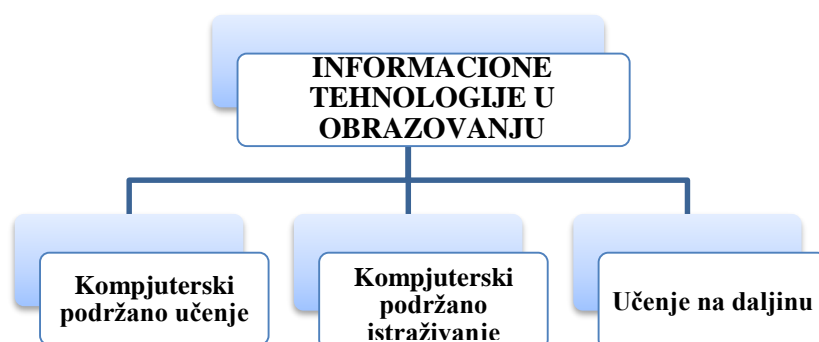 INFORMACIONE
TEHNOLOGIJE U
OBRAZOVANJU
Kompjuterski
podržano učenje
Kompjuterski
podržano
istraživanje
Učenje na daljinu